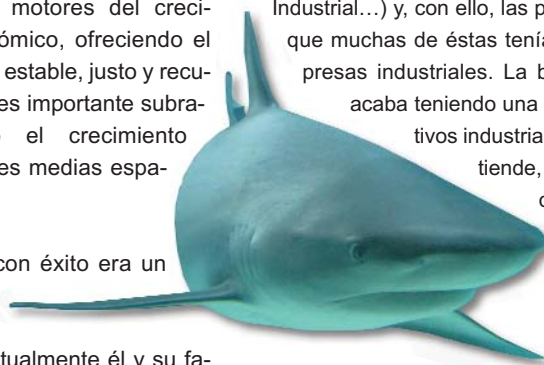 motores del creci-
ómico, ofreciendo el
estable, justo y recu-
es importante subra-
el crecimiento
es medias espa-
con éxito era un
tualmente él y su fa-
Industrial…) y, con ello, las p
que muchas de éstas tenía
presas industriales. La b
acaba teniendo una
tivos industria
tiende,